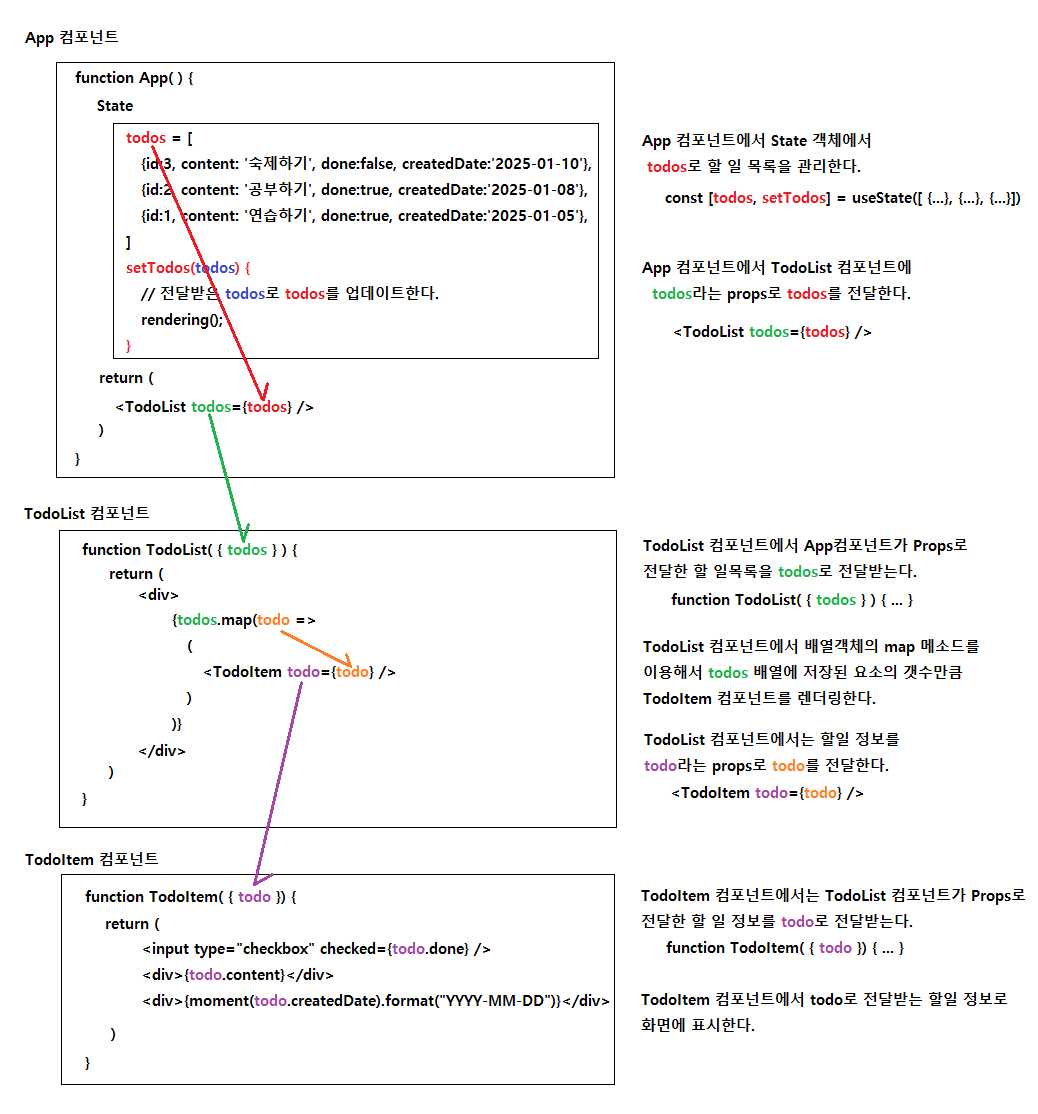 App 컴포넌트
function App( ) {
State
todos = [
{id:3, content: '숙제하기', done:false, createdDate:'2025-01-10'},
{id:2, content: '공부하기', done:true, createdDate:'2025-01-08'},
{id:1, content: '연습하기', done:true, createdDate:'2025-01-05'},
]
setTodos(todos) {
// 전달받은 todos로 todos를 업데이트한다.
rendering();
}
return (
<TodoList todos={todos} />
)
}
App 컴포넌트에서 State 객체에서
todos로 할 일 목록을 관리한다.
const [todos, setTodos] = useState([ {...}, {...}, {...}])
App 컴포넌트에서 TodoList 컴포넌트에
todos라는 props로 todos를 전달한다.
<TodoList todos={todos} />
TodoList 컴포넌트
function TodoList( { todos } ) {
return (
<div>
{todos.map(todo =>
(
<TodoItem todo={todo} />
)
)}
</div>
)
}
TodoList 컴포넌트에서 App컴포넌트가 Props로
전달한 할 일목록을 todos로 전달받는다.
function TodoList( { todos } ) { ... }
TodoList 컴포넌트에서 배열객체의 map 메소드를
이용해서 todos 배열에 저장된 요소의 갯수만큼
TodoItem 컴포넌트를 렌더링한다.
TodoList 컴포넌트에서는 할일 정보를
todo라는 props로 todo를 전달한다.
<TodoItem todo={todo} />
TodoItem 컴포넌트
function TodoItem( { todo }) {
return (
<input type="checkbox" checked={todo.done} />
<div>{todo.content}</div>
<div>{moment(todo.createdDate).format("YYYY-MM-DD")}</div>
)
}
TodoItem 컴포넌트에서는 TodoList 컴포넌트가 Props로
전달한 할 일 정보를 todo로 전달받는다.
function TodoItem( { todo }) { ... }
TodoItem 컴포넌트에서 todo로 전달받는 할일 정보로
화면에 표시한다.